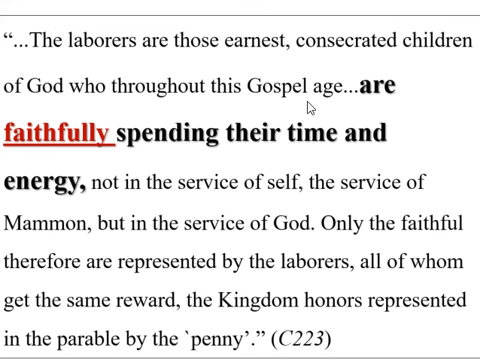 “...The laborers are those earnest, consecrated children
of God who throughout this Gospel age...are
faithfully spending their time and
energy, not in the service of self, the service of
Mammon, but in the service of God. Only the faithful
therefore are represented by the laborers, all of whom
get the same reward, the Kingdom honors represented
in the parable by the `penny’.” (C223)